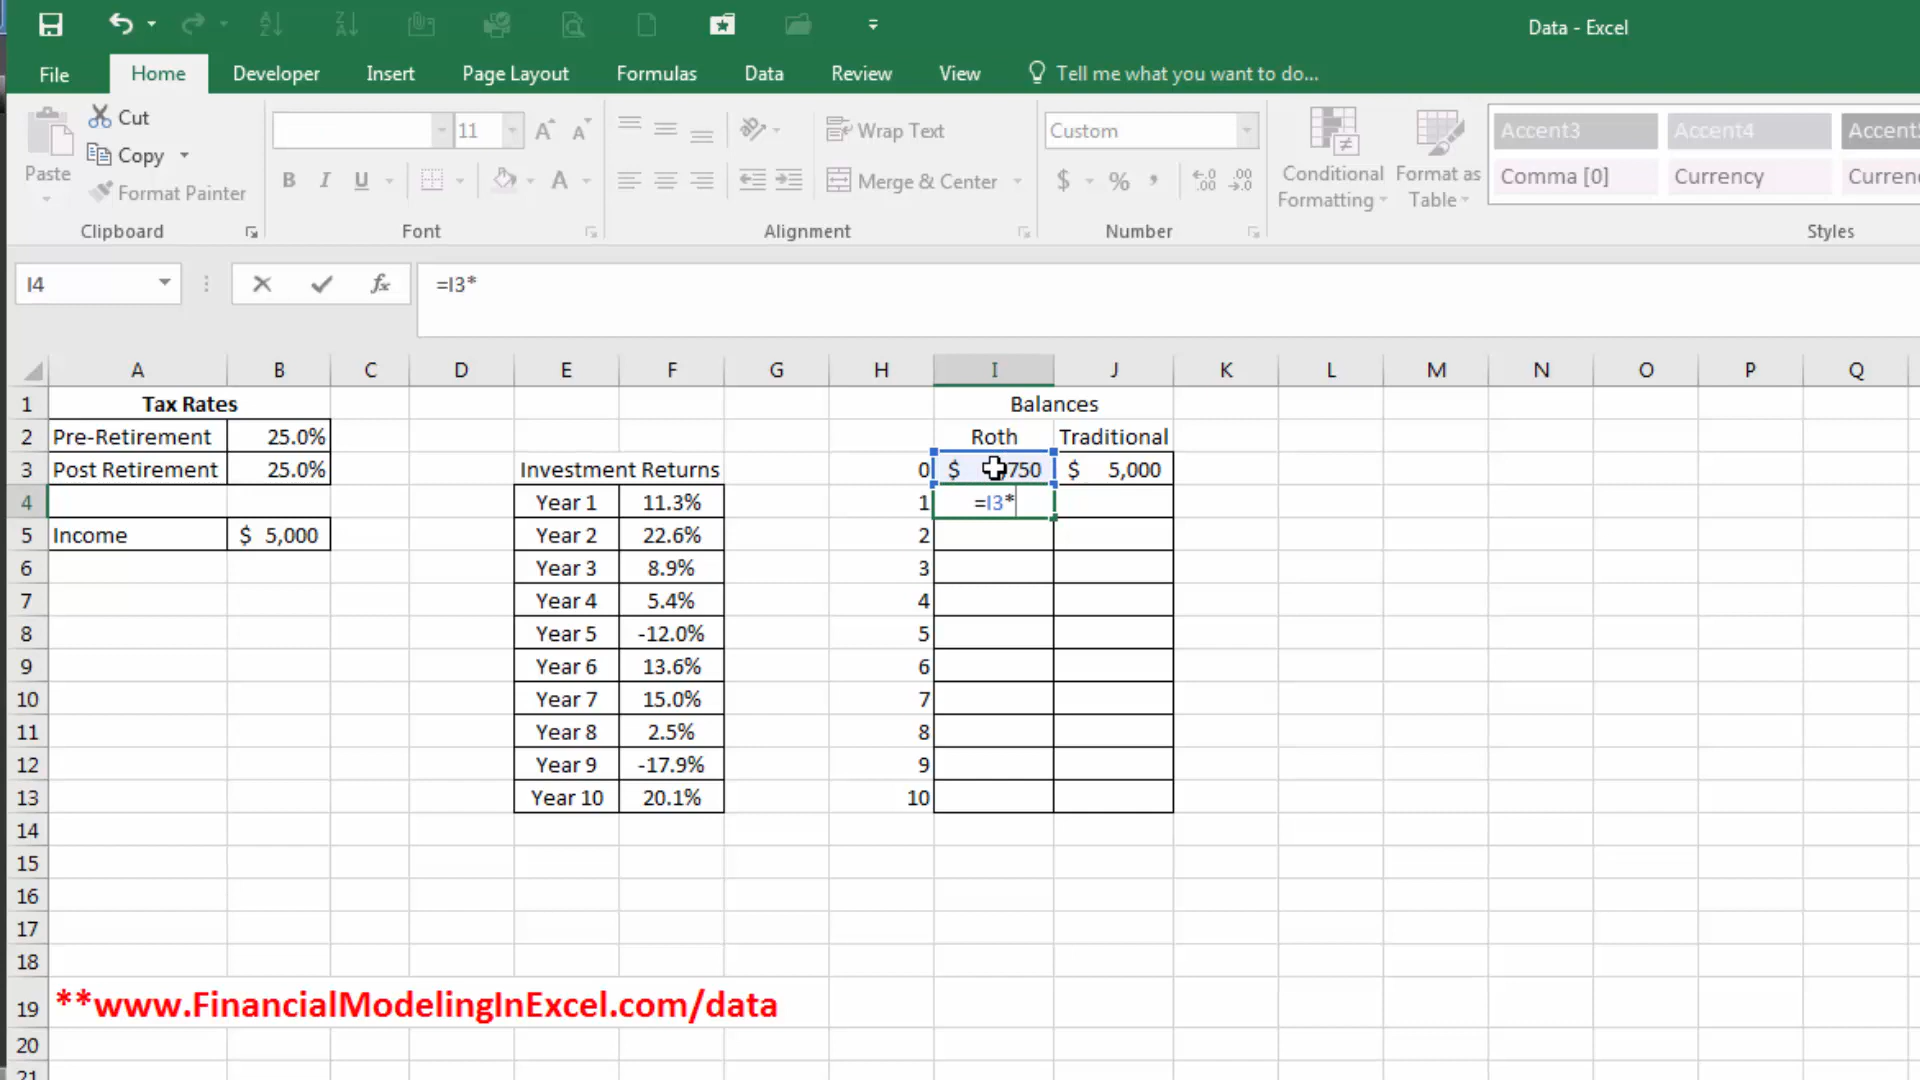 Data - Excel
File Home Developer Insert Page Layout Formulas Data Review View Tell me what you want to do...
Paste Cut Copy Format Painter
Clipboard
11 B I U
Font
Wrap Text
Merge & Center
Alignment
Custom
$ % ,
Number
Conditional Formatting
Format as Table
Accent3 Accent4
Comma [0] Currency
Styles
I4 fx =I3*
A B C D E F G H I J K L M N O P Q
1 Tax Rates Balances
2 Pre-Retirement 25.0% Roth Traditional
3 Post Retirement 25.0% Investment Returns 0 $ 750 $ 5,000
4 Year 1 11.3% 1 =I3*
5 Income $ 5,000 Year 2 22.6% 2
6 Year 3 8.9% 3
7 Year 4 5.4% 4
8 Year 5 -12.0% 5
9 Year 6 13.6% 6
10 Year 7 15.0% 7
11 Year 8 2.5% 8
12 Year 9 -17.9% 9
13 Year 10 20.1% 10
14
15
16
17
18
19 **www.FinancialModelingInExcel.com/data
20
21